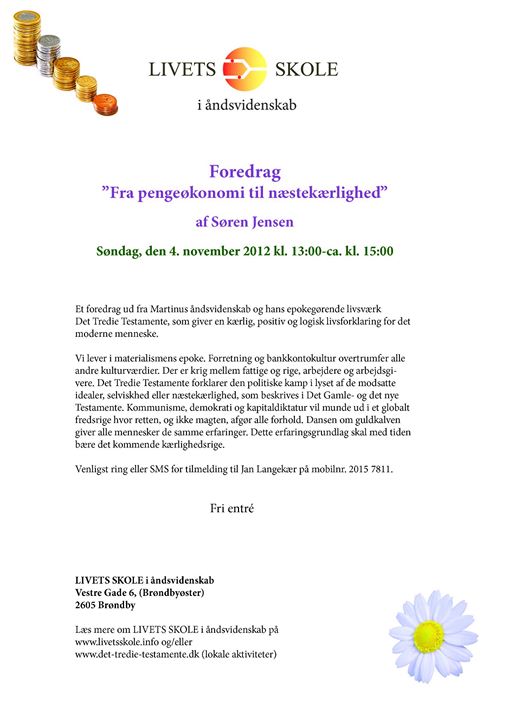 LIVETS SKOLE
i åndsvidenskab
Foredrag
”Fra pengeøkonomi til næstekærlighed”
af Søren Jensen
Søndag, den 4. november 2012 kl. 13:00-ca. kl. 15:00
Et foredrag ud fra Martinus åndsvidenskab og hans epokegørende livsværk
Det Tredie Testamente, som giver en kærlig, positiv og logisk livsforklaring for det
moderne menneske.
Vi lever i materialismens epoke. Forretning og bankkontokultur overtrumfer alle
andre kulturværdier. Der er krig mellem fattige og rige, arbejdere og arbejdsgi-
vere. Det Tredie Testamente forklarer den politiske kamp i lyset af de modsatte
idealer, selviskhed eller næstekærlighed, som beskrives i Det Gamle- og det nye
Testamente. Kommunisme, demokrati og kapitaldiktatur vil munde ud i et globalt
fredsrige hvor retten, og ikke magten, afgør alle forhold. Dansen om guldkalven
giver alle mennesker de samme erfaringer. Dette erfaringsgrundlag skal med tiden
bære det kommende kærlighedsrige.
Venligst ring eller SMS for tilmelding til Jan Langekær på mobilnr. 2015 7811.
Fri entré
LIVETS SKOLE i åndsvidenskab
Vestre Gade 6, (Brøndbyøster)
2605 Brøndby
Læs mere om LIVETS SKOLE i åndsvidenskab på
www.livetsskole.info og/eller
www.det-tredie-testamente.dk (lokale aktiviteter)